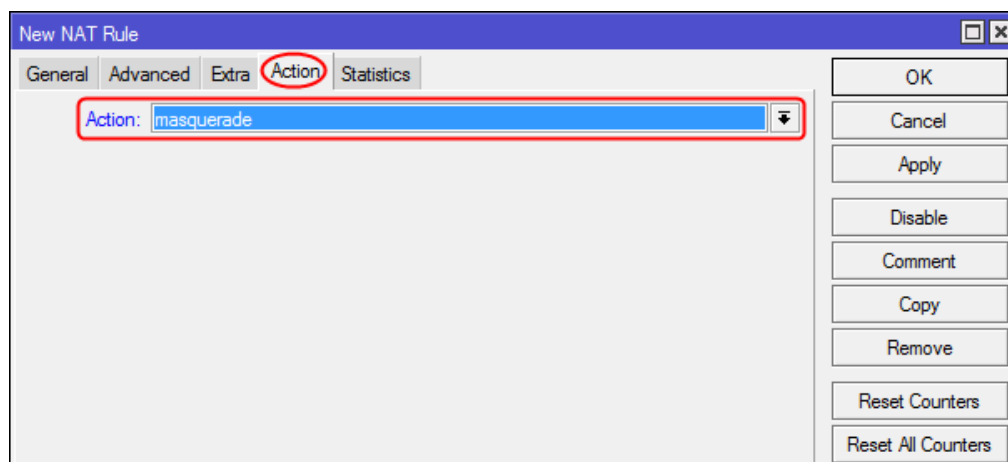 New NAT Rule
General Advanced Extra Action Statistics
Action: masquerade
OK
Cancel
Apply
Disable
Comment
Copy
Remove
Reset Counters
Reset All Counters